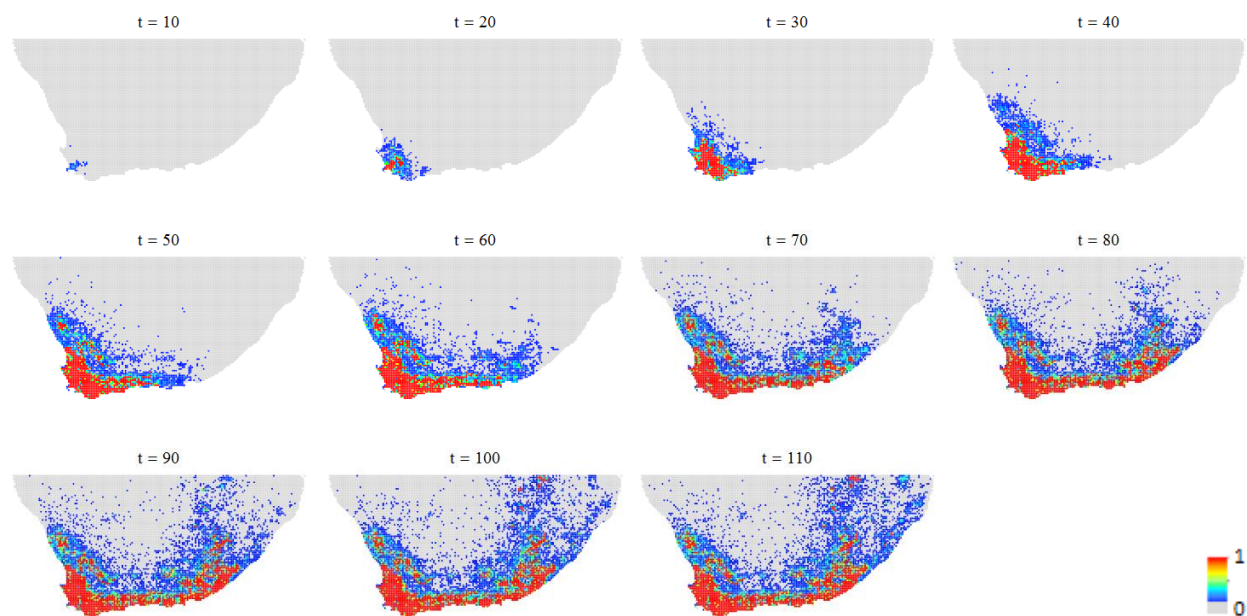 t = 10
t = 20
t = 30
t = 40
t = 50
t = 60
t = 70
t = 80
t = 90
t = 100
t = 110
1
0